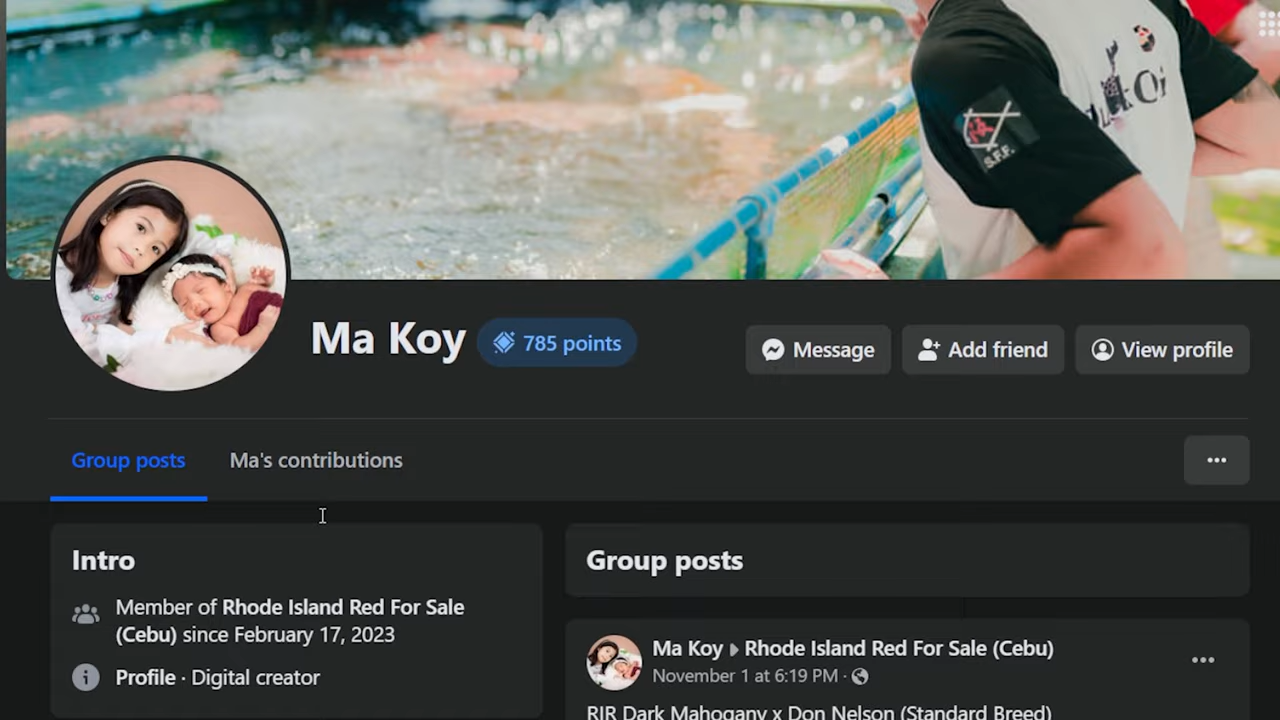 S.F.F.
Ma Koy
785 points
Message
Add friend
View profile
Group posts
Ma's contributions
Intro
Member of Rhode Island Red For Sale
(Cebu) since February 17, 2023
Profile · Digital creator
Group posts
Ma Koy ▸ Rhode Island Red For Sale (Cebu)
November 1 at 6:19 PM ·
RIR Dark Mahogany x Don Nelson (Standard Breed)